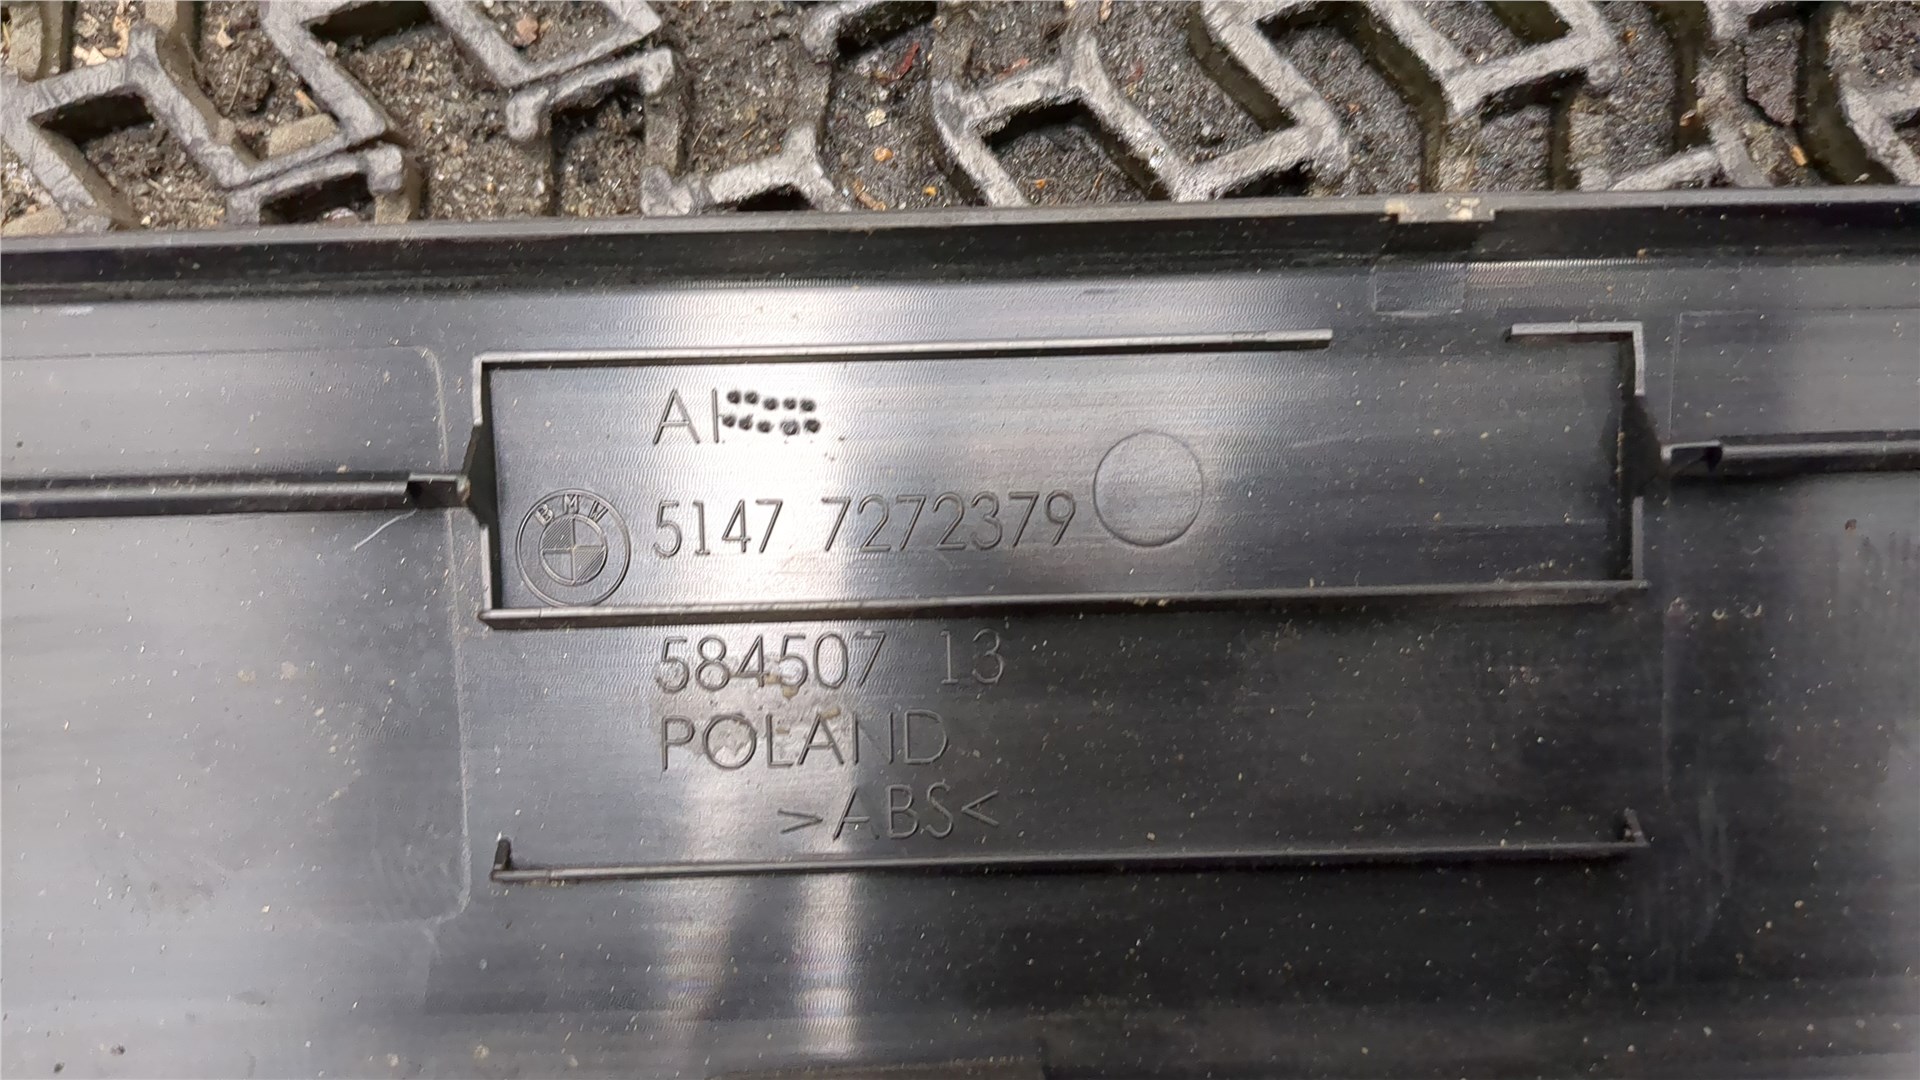 AI
BMW
5147 7272379
584507 13
POLAND
>ABS<